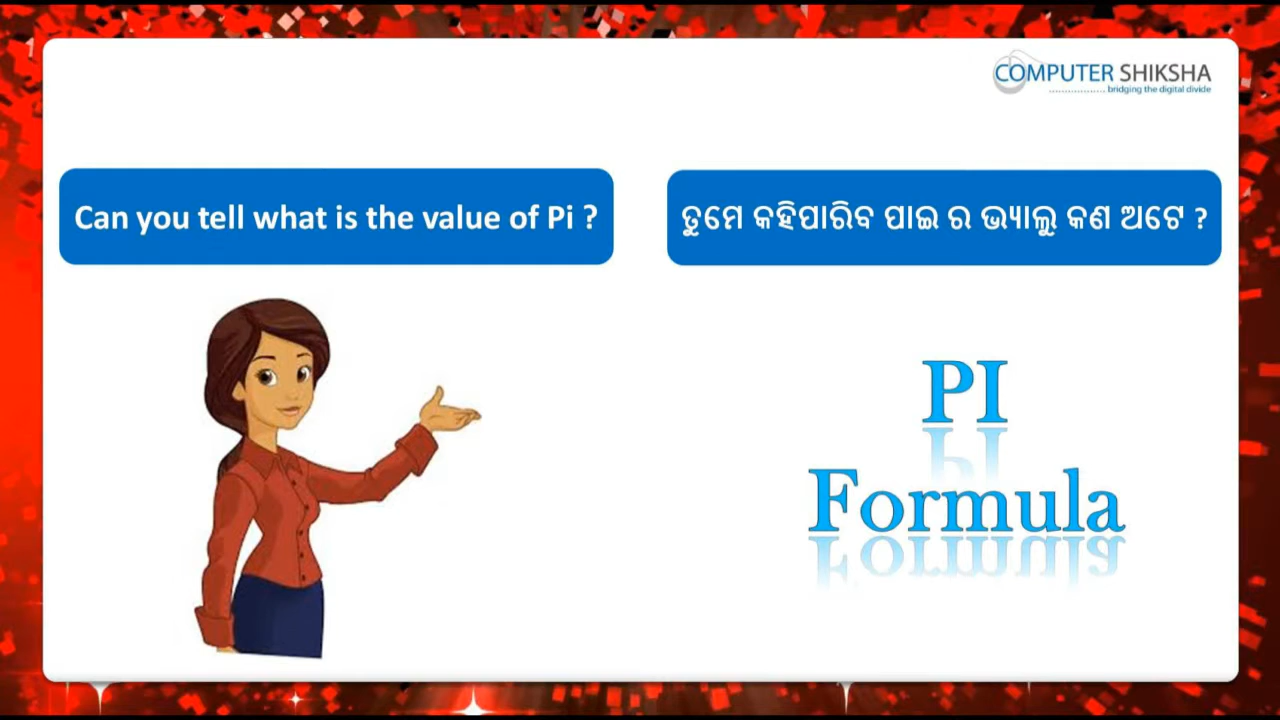 COMPUTER SHIKSHA
bridging the digital divide
Can you tell what is the value of Pi ?
ତୁମେ କହିପାରିବ ପାଇ ର ଭ୍ୟାଲୁ କଣ ଅଟେ ?
PI
Formula